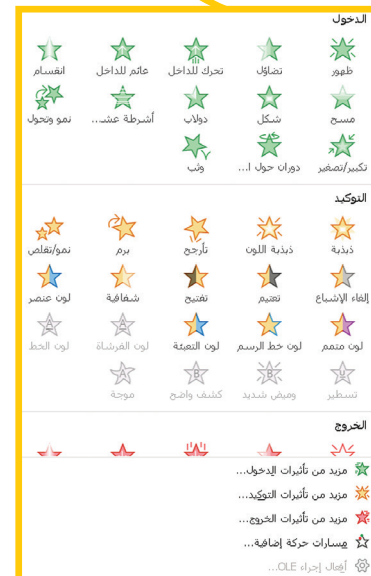 الدخول
ظهور تضاؤل تحرك للداخل عائم للداخل انقسام
مسح شكل دولاب أشرطة عشـ... نمو وتحول
تكبير/تصغير دوران حول ا... وثب
التوكيد
ذبذبة ذبذبة اللون تأرجح برم نمو/تقلص
إلغاء الإشباع تعتيم تفتيح شفافية لون عنصر
لون متمم لون خط الرسم لون التعبئة لون الفرشاة لون الخط
تسطير وميض شديد كشف واضح موجة
الخروج
مزيد من تأثيرات الدخول...
مزيد من تأثيرات التوكيد...
مزيد من تأثيرات الخروج...
مسارات حركة إضافية...
أفعال إجراء OLE...